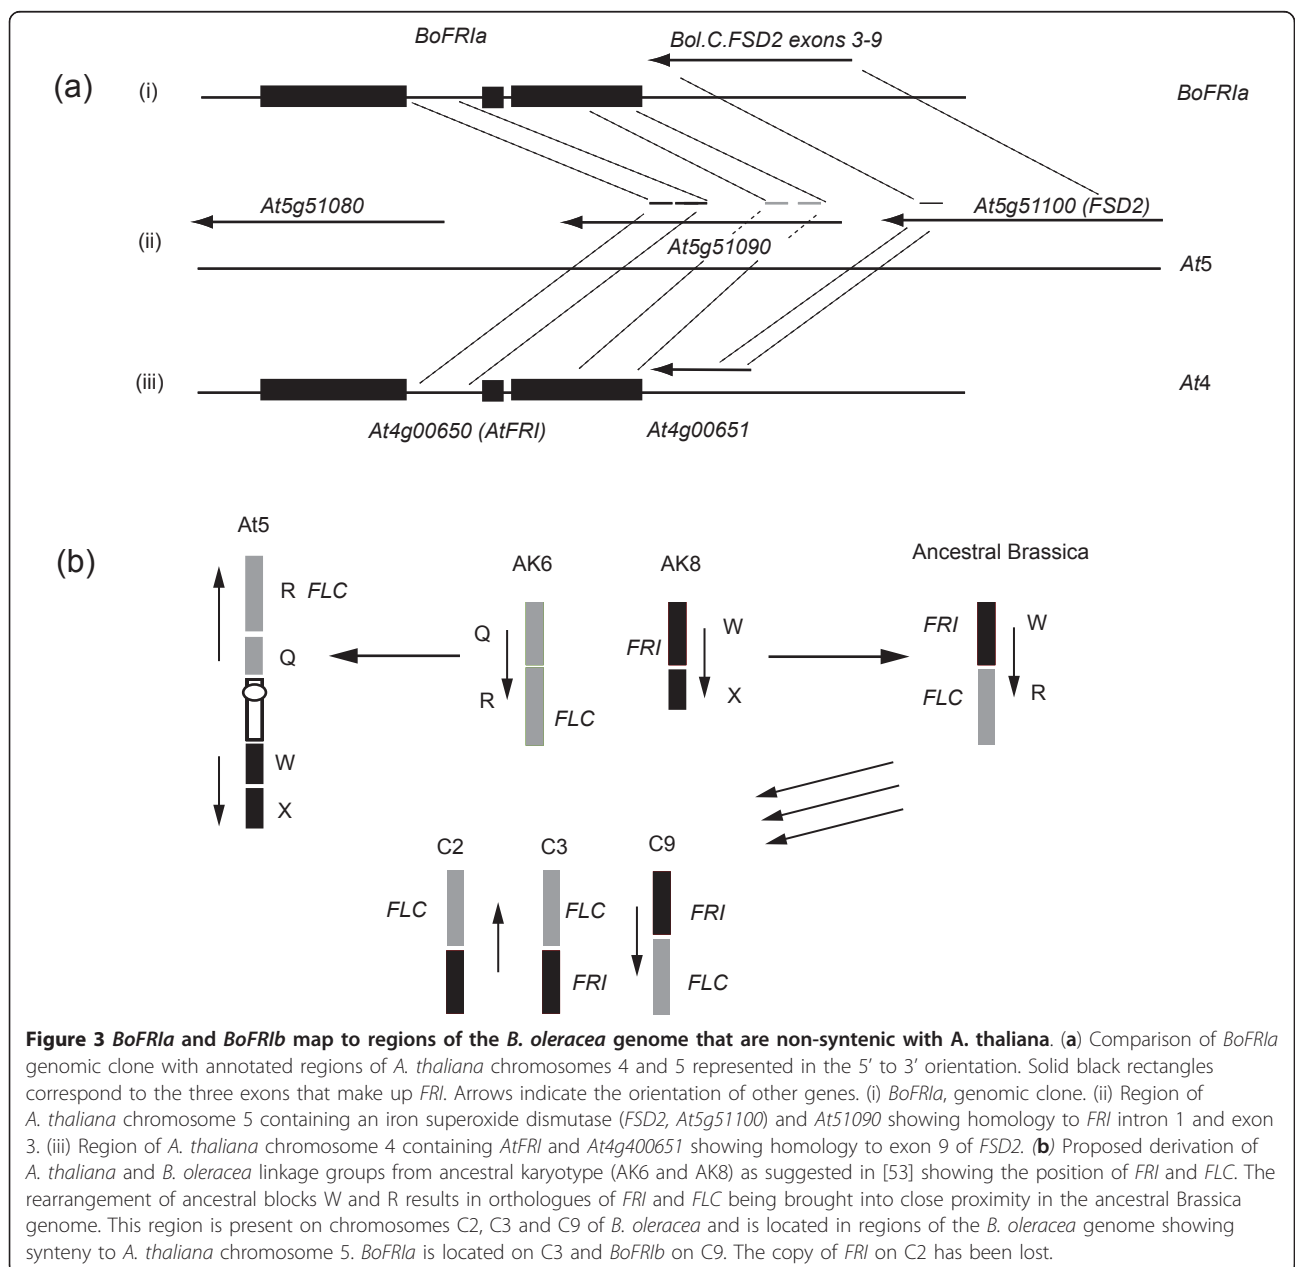 BoFRIa
Bol.C.FSD2 exons 3-9
(a)
(i)
BoFRIa
At5g51080
At5g51100 (FSD2)
(ii)
At5g51090
At5
(iii)
At4
At4g00650 (AtFRI)
At4g00651
(b)
At5
AK6
AK8
Ancestral Brassica
R FLC
Q
W
X
Q
R
FLC
FRI
W
X
FRI
W
FLC
R
C2
C3
C9
FLC
FLC
FRI
FRI
FLC
Figure 3 BoFRIa and BoFRIb map to regions of the B. oleracea genome that are non-syntenic with A. thaliana. (a) Comparison of BoFRIa
genomic clone with annotated regions of A. thaliana chromosomes 4 and 5 represented in the 5’ to 3’ orientation. Solid black rectangles
correspond to the three exons that make up FRI. Arrows indicate the orientation of other genes. (i) BoFRIa, genomic clone. (ii) Region of
A. thaliana chromosome 5 containing an iron superoxide dismutase (FSD2, At5g51100) and At51090 showing homology to FRI intron 1 and exon
3. (iii) Region of A. thaliana chromosome 4 containing AtFRI and At4g400651 showing homology to exon 9 of FSD2. (b) Proposed derivation of
A. thaliana and B. oleracea linkage groups from ancestral karyotype (AK6 and AK8) as suggested in [53] showing the position of FRI and FLC. The
rearrangement of ancestral blocks W and R results in orthologues of FRI and FLC being brought into close proximity in the ancestral Brassica
genome. This region is present on chromosomes C2, C3 and C9 of B. oleracea and is located in regions of the B. oleracea genome showing
synteny to A. thaliana chromosome 5. BoFRIa is located on C3 and BoFRIb on C9. The copy of FRI on C2 has been lost.